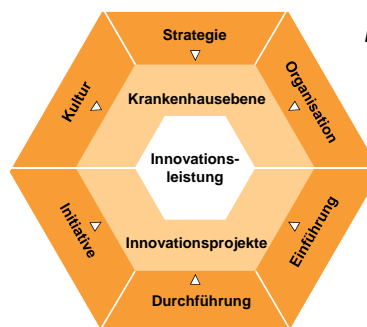 Strategie
Kultur
Organisation
Krankenhausebene
Innovations-
leistung
Innovationsprojekte
Initiative
Einführung
Durchführung